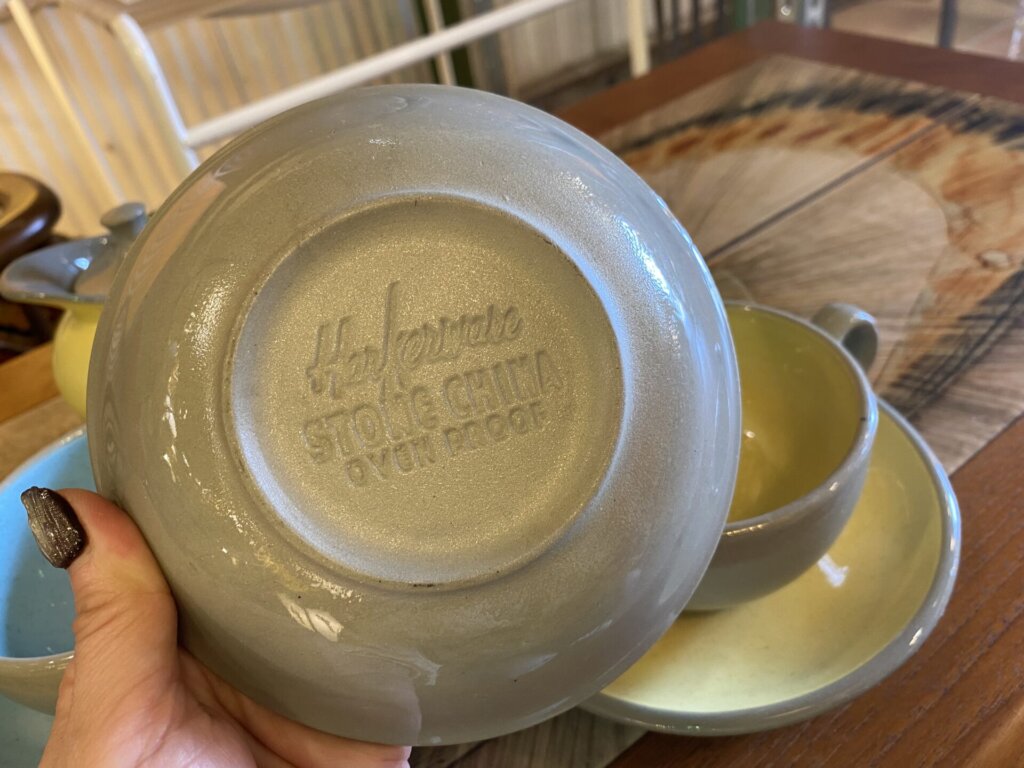 Harkerware
STONE CHINA
OVEN PROOF